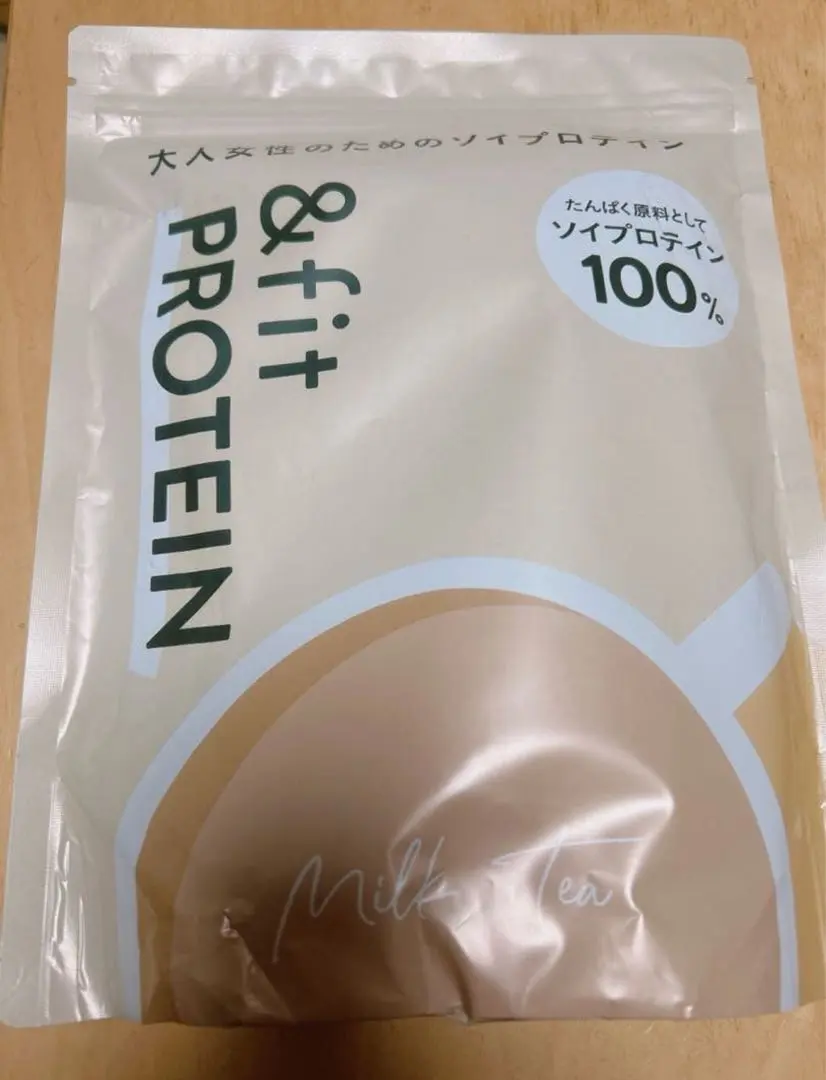 大人女性のためのソイプロテイン
&fit
PROTEIN
たんぱく原料として
ソイプロテイン
100%
Milk Tea